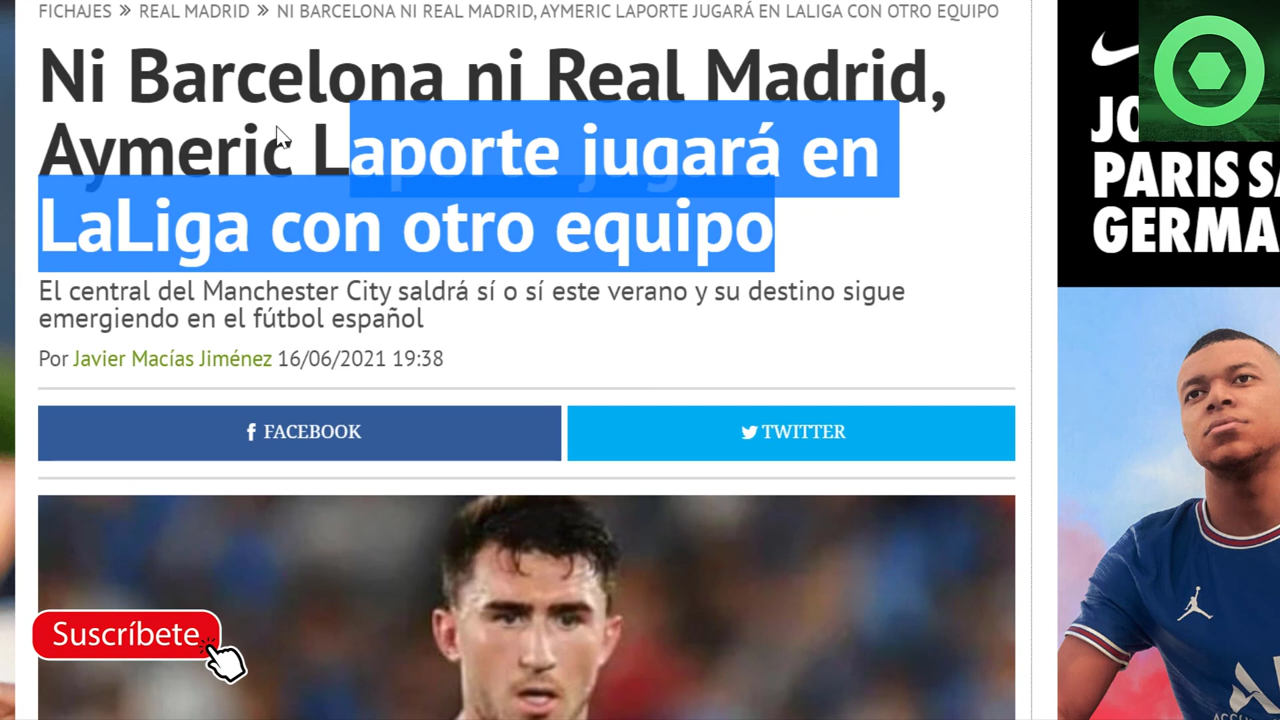 FICHAJES » REAL MADRID » NI BARCELONA NI REAL MADRID, AYMERIC LAPORTE JUGARÁ EN LALIGA CON OTRO EQUIPO
Ni Barcelona ni Real Madrid,
Aymeric Laporte jugará en
LaLiga con otro equipo
El central del Manchester City saldrá sí o sí este verano y su destino sigue
emergiendo en el fútbol español
Por Javier Macías Jiménez 16/06/2021 19:38
FACEBOOK
TWITTER
Suscríbete
JO
PARIS SA
GERMA